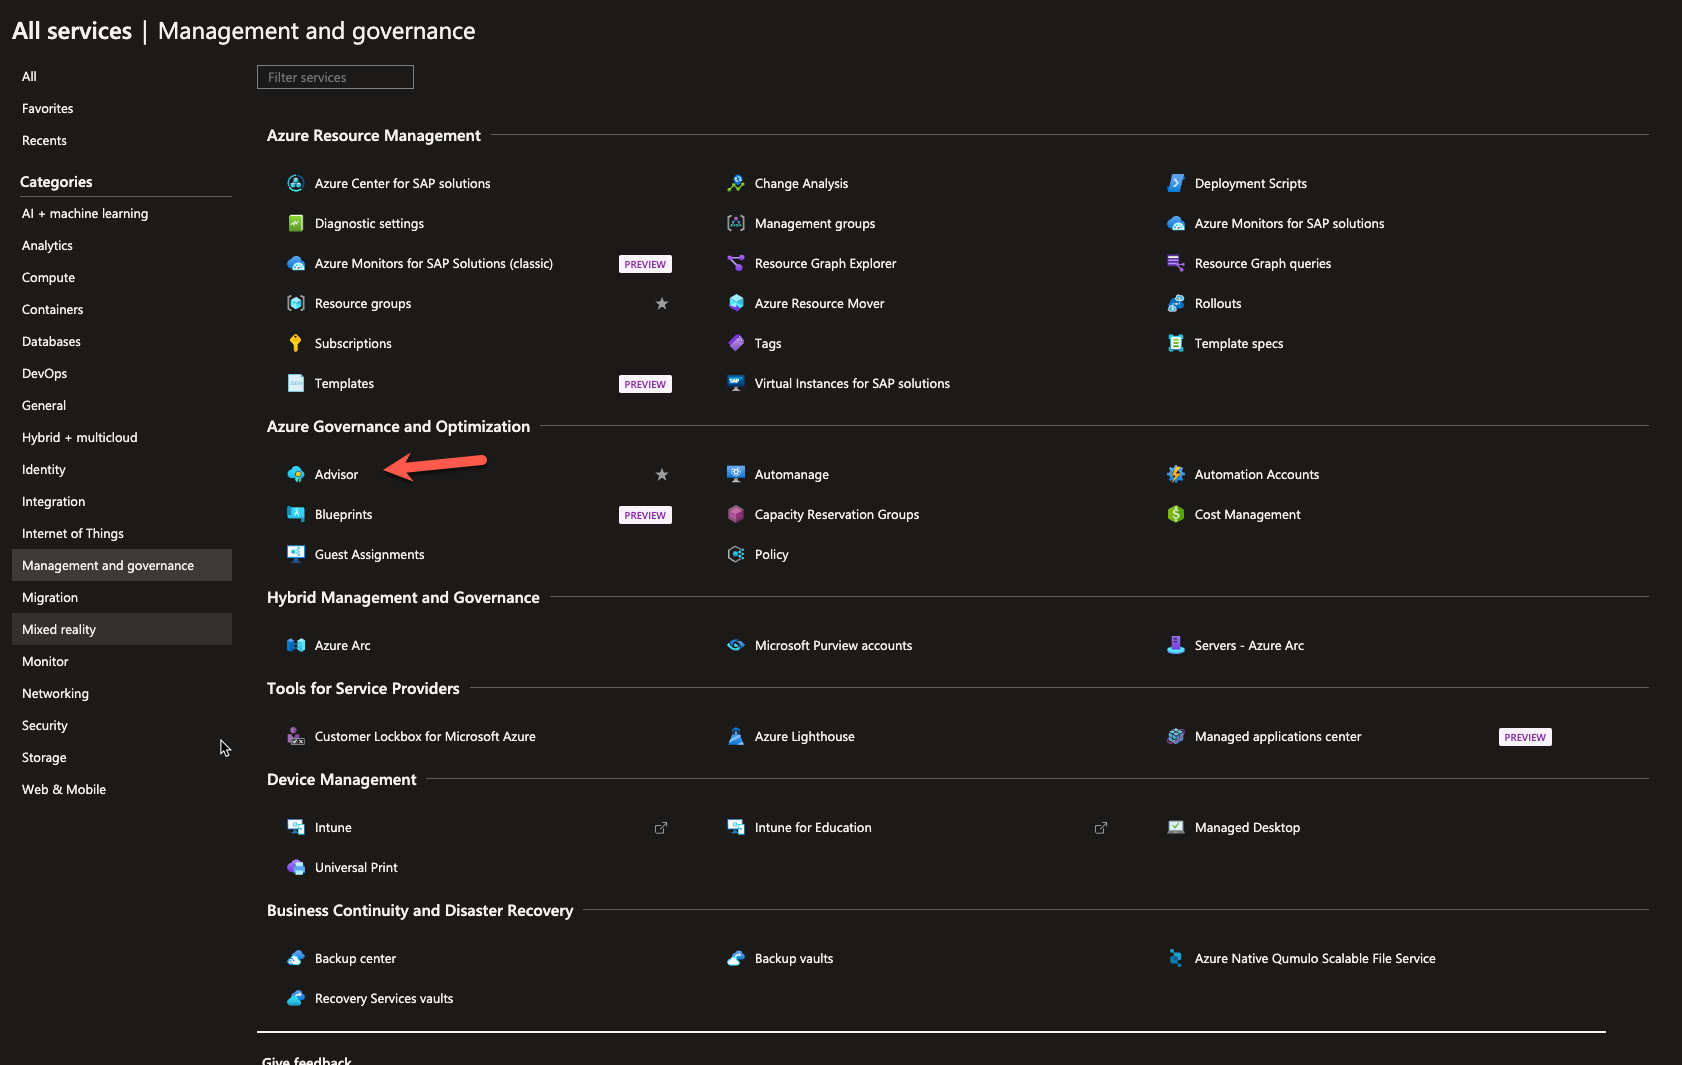 All services | Management and governance
All
Favorites
Recents
Categories
AI + machine learning
Analytics
Compute
Containers
Databases
DevOps
General
Hybrid + multicloud
Identity
Integration
Internet of Things
Management and governance
Migration
Mixed reality
Monitor
Networking
Security
Storage
Web & Mobile
Filter services
Azure Resource Management
Azure Center for SAP solutions
Change Analysis
Deployment Scripts
Diagnostic settings
Management groups
Azure Monitors for SAP solutions
Azure Monitors for SAP Solutions (classic) PREVIEW
Resource Graph Explorer
Resource Graph queries
Resource groups
Azure Resource Mover
Rollouts
Subscriptions
Tags
Template specs
Templates PREVIEW
Virtual Instances for SAP solutions
Azure Governance and Optimization
Advisor
Automanage
Automation Accounts
Blueprints PREVIEW
Capacity Reservation Groups
Cost Management
Guest Assignments
Policy
Hybrid Management and Governance
Azure Arc
Microsoft Purview accounts
Servers - Azure Arc
Tools for Service Providers
Customer Lockbox for Microsoft Azure
Azure Lighthouse
Managed applications center PREVIEW
Device Management
Intune
Intune for Education
Managed Desktop
Universal Print
Business Continuity and Disaster Recovery
Backup center
Backup vaults
Azure Native Qumulo Scalable File Service
Recovery Services vaults
Give feedback